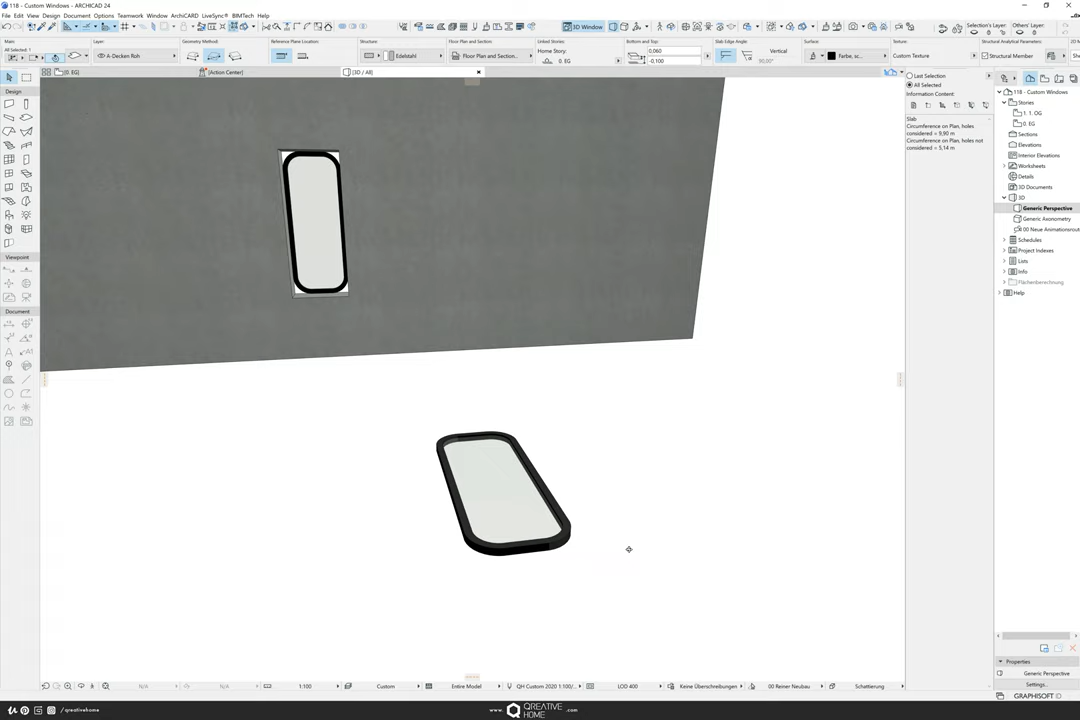 118 - Custom Windows - ARCHICAD 24
File Edit View Design Document Options Teamwork Window ArchiCARD LiveSync® BIMTech Help
3D Window
Selection's Layer:
Others' Layer:
Main:
All Selected: 1
Layer:
A-Decken Roh
Geometry Method:
Reference Plane Location:
Structure:
Edelstahl
Floor Plan and Section:
Floor Plan and Section...
Linked Stories:
Home Story:
0. EG
Bottom and Top:
0,060
-0,100
Slab Edge Angle:
Vertical
90,00°
Surface:
Farbe, sc...
Texture:
Custom Texture
Structural Analytical Parameters:
Structural Member
[0. EG]
[Action Center]
[3D / All]
Design
Viewpoint
Document
Last Selection
All Selected
Information Content:
Slab
Circumference on Plan, holes
considered = 9,90 m
Circumference on Plan, holes not
considered = 5,14 m
118 - Custom Windows
Stories
1. 1. OG
0. EG
Sections
Elevations
Interior Elevations
Worksheets
Details
3D Documents
3D
Generic Perspective
Generic Axonometry
00 Neue Animationsrout
Schedules
Project Indexes
Lists
Info
Flächenberechnung
Help
Properties
Generic Perspective
Settings...
GRAPHISOFT
N/A
N/A
1:100
Custom
Entire Model
QH Custom 2020 1:100/...
LOD 400
Keine Überschreibungen
00 Reiner Neubau
Schattierung
/qreativehome
www. QREATIVE HOME .com